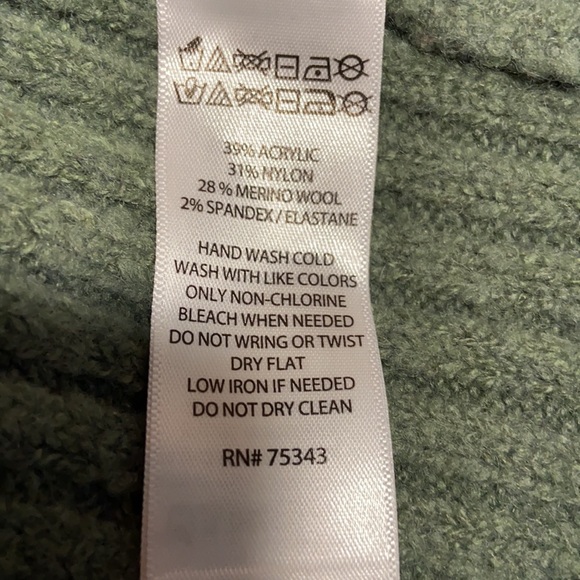 39% ACRYLIC
31% NYLON
28 % MERINO WOOL
2% SPANDEX / ELASTANE
HAND WASH COLD
WASH WITH LIKE COLORS
ONLY NON-CHLORINE
BLEACH WHEN NEEDED
DO NOT WRING OR TWIST
DRY FLAT
LOW IRON IF NEEDED
DO NOT DRY CLEAN
RN# 75343